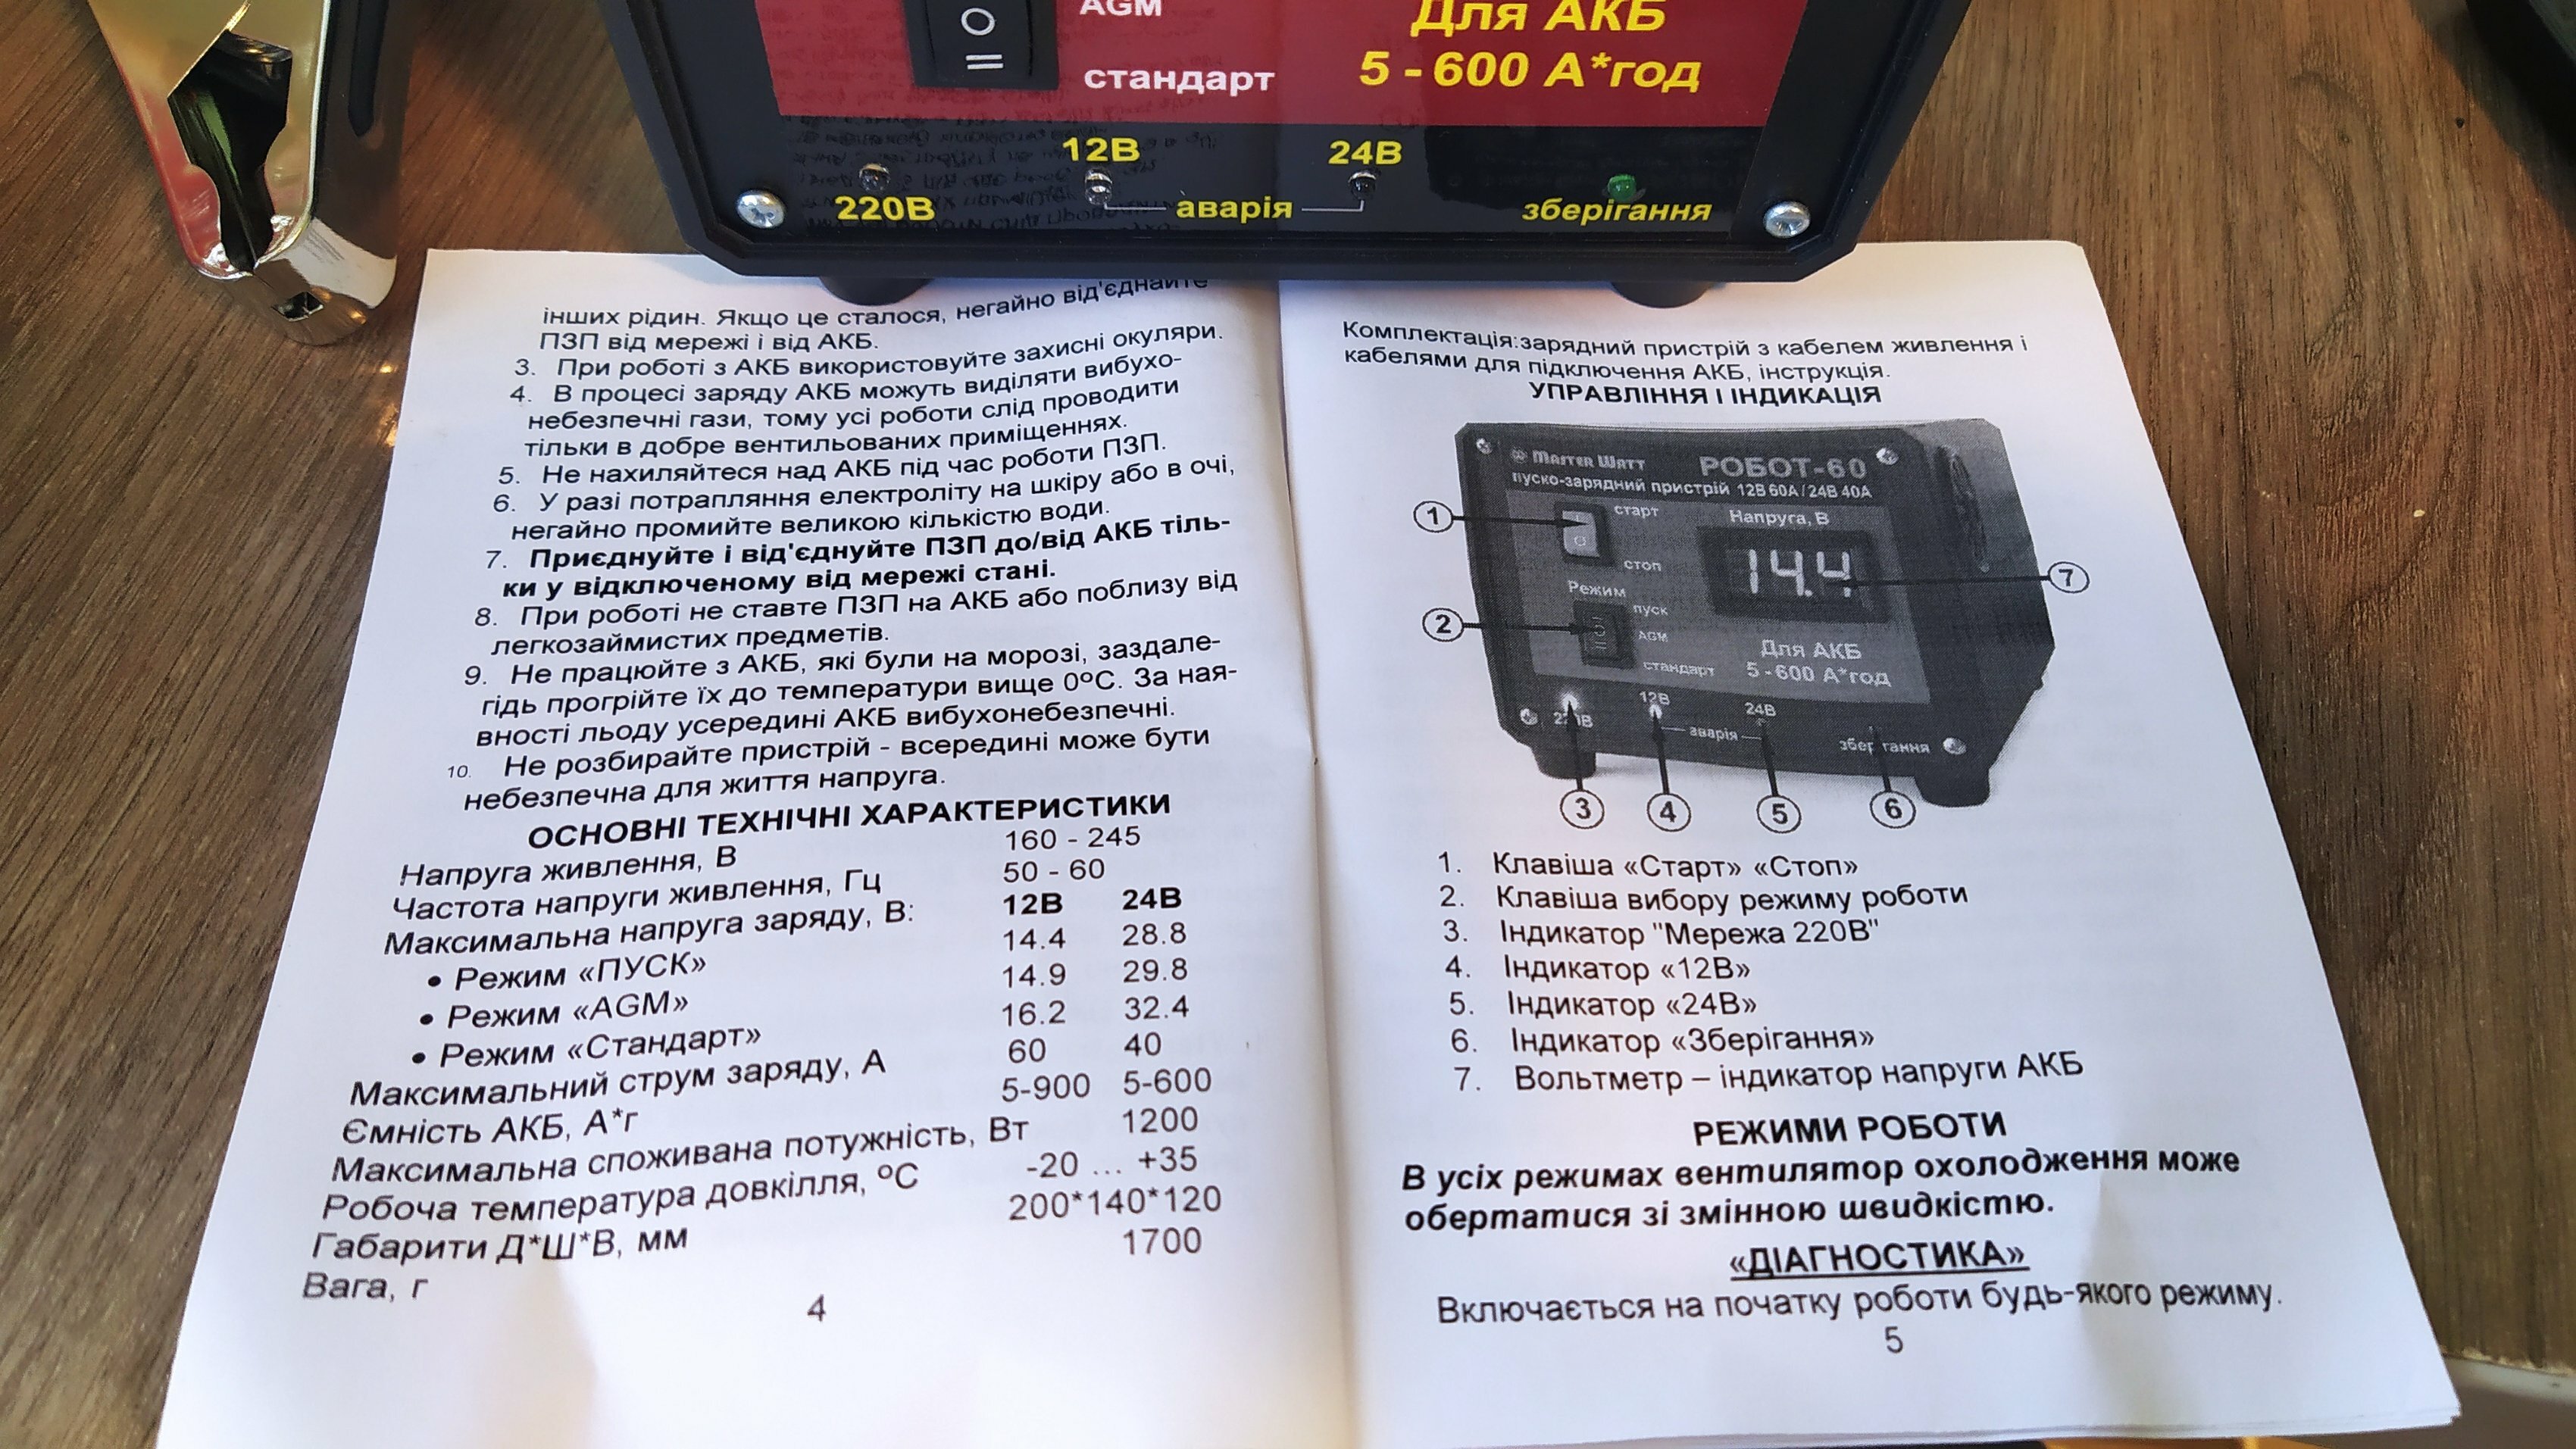 AGM
стандарт
Для АКБ
5 - 600 А*год
12В
24В
220В
аварія
зберігання
інших рідин. Якщо це сталося, негайно від'єднайте
ПЗП від мережі і від АКБ.
3. При роботі з АКБ використовуйте захисні окуляри.
4. В процесі заряду АКБ можуть виділяти вибухо-
небезпечні гази, тому усі роботи слід проводити
тільки в добре вентильованих приміщеннях.
5. Не нахиляйтеся над АКБ під час роботи ПЗП.
6. У разі потрапляння електроліту на шкіру або в очі,
негайно промийте великою кількістю води.
7. Приєднуйте і від'єднуйте ПЗП до/від АКБ тіль-
ки у відключеному від мережі стані.
8. При роботі не ставте ПЗП на АКБ або поблизу від
легкозаймистих предметів.
9. Не працюйте з АКБ, які були на морозі, заздале-
гідь прогрійте їх до температури вище 0ºС. За ная-
вності льоду усередині АКБ вибухонебезпечні.
10. Не розбирайте пристрій - всередині може бути
небезпечна для життя напруга.
ОСНОВНІ ТЕХНІЧНІ ХАРАКТЕРИСТИКИ
Напруга живлення, В 160 - 245
Частота напруги живлення, Гц 50 - 60
Максимальна напруга заряду, В: 12В 24В
• Режим «ПУСК» 14.4 28.8
• Режим «AGM» 14.9 29.8
• Режим «Стандарт» 16.2 32.4
Максимальний струм заряду, А 60 40
Ємність АКБ, А*г 5-900 5-600
Максимальна споживана потужність, Вт 1200
Робоча температура довкілля, ºС -20 ... +35
Габарити Д*Ш*В, мм 200*140*120
Вага, г 1700
4
Комплектація:зарядний пристрій з кабелем живлення і
кабелями для підключення АКБ, інструкція.
УПРАВЛІННЯ І ІНДИКАЦІЯ
MASTER WATT РОБОТ-60
пуско-зарядний пристрій 12В 60А / 24В 40А
старт
Напруга, В
1
14.4
стоп
7
Режим
пуск
2
AGM
Для АКБ
стандарт
5 - 600 А*год
12В
24В
220В
аварія
зберігання
3 4 5 6
1. Клавіша «Старт» «Стоп»
2. Клавіша вибору режиму роботи
3. Індикатор "Мережа 220В"
4. Індикатор «12В»
5. Індикатор «24В»
6. Індикатор «Зберігання»
7. Вольтметр – індикатор напруги АКБ
РЕЖИМИ РОБОТИ
В усіх режимах вентилятор охолодження може
обертатися зі змінною швидкістю.
«ДІАГНОСТИКА»
Включається на початку роботи будь-якого режиму.
5